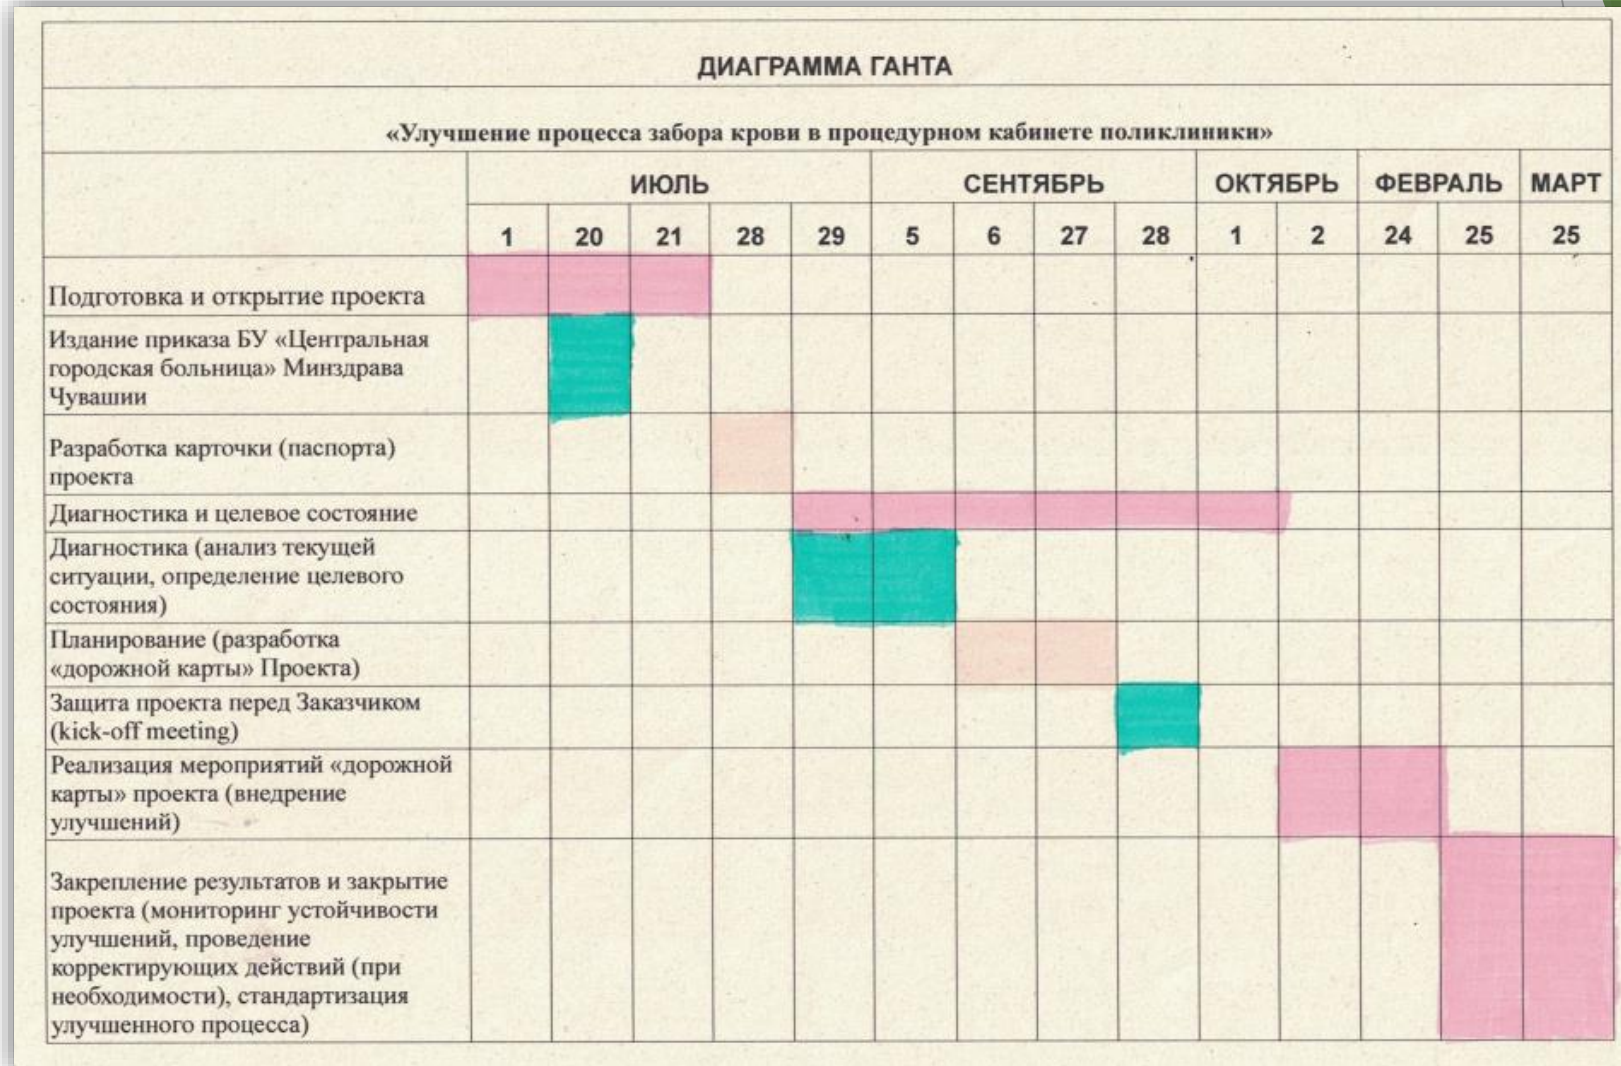 ДИАГРАММА ГАНТА
«Улучшение процесса забора крови в процедурном кабинете поликлиники»
ИЮЛЬ СЕНТЯБРЬ ОКТЯБРЬ ФЕВРАЛЬ МАРТ
1 20 21 28 29 5 6 27 28 1 2 24 25 25
Подготовка и открытие проекта
Издание приказа БУ «Центральная
городская больница» Минздрава
Чувашии
Разработка карточки (паспорта)
проекта
Диагностика и целевое состояние
Диагностика (анализ текущей
ситуации, определение целевого
состояния)
Планирование (разработка
«дорожной карты» Проекта)
Защита проекта перед Заказчиком
(kick-off meeting)
Реализация мероприятий «дорожной
карты» проекта (внедрение
улучшений)
Закрепление результатов и закрытие
проекта (мониторинг устойчивости
улучшений, проведение
корректирующих действий (при
необходимости), стандартизация
улучшенного процесса)